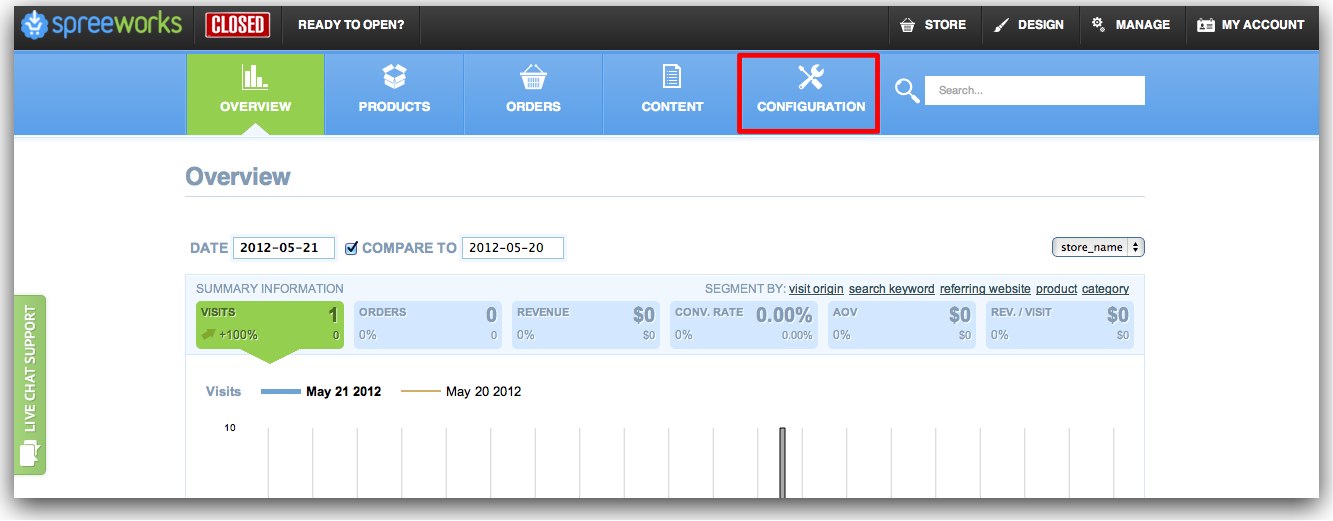 spreeworks CLOSED READY TO OPEN? STORE DESIGN MANAGE MY ACCOUNT
OVERVIEW PRODUCTS ORDERS CONTENT CONFIGURATION Search...
Overview
DATE 2012-05-21 COMPARE TO 2012-05-20 store_name
SUMMARY INFORMATION SEGMENT BY: visit origin search keyword referring website product category
VISITS 1 ORDERS 0 REVENUE $0 CONV. RATE 0.00% AOV $0 REV. / VISIT $0
+100% 0 0% 0 0% $0 0% 0.00% 0% $0 0% $0
LIVE CHAT SUPPORT
Visits May 21 2012 May 20 2012
10